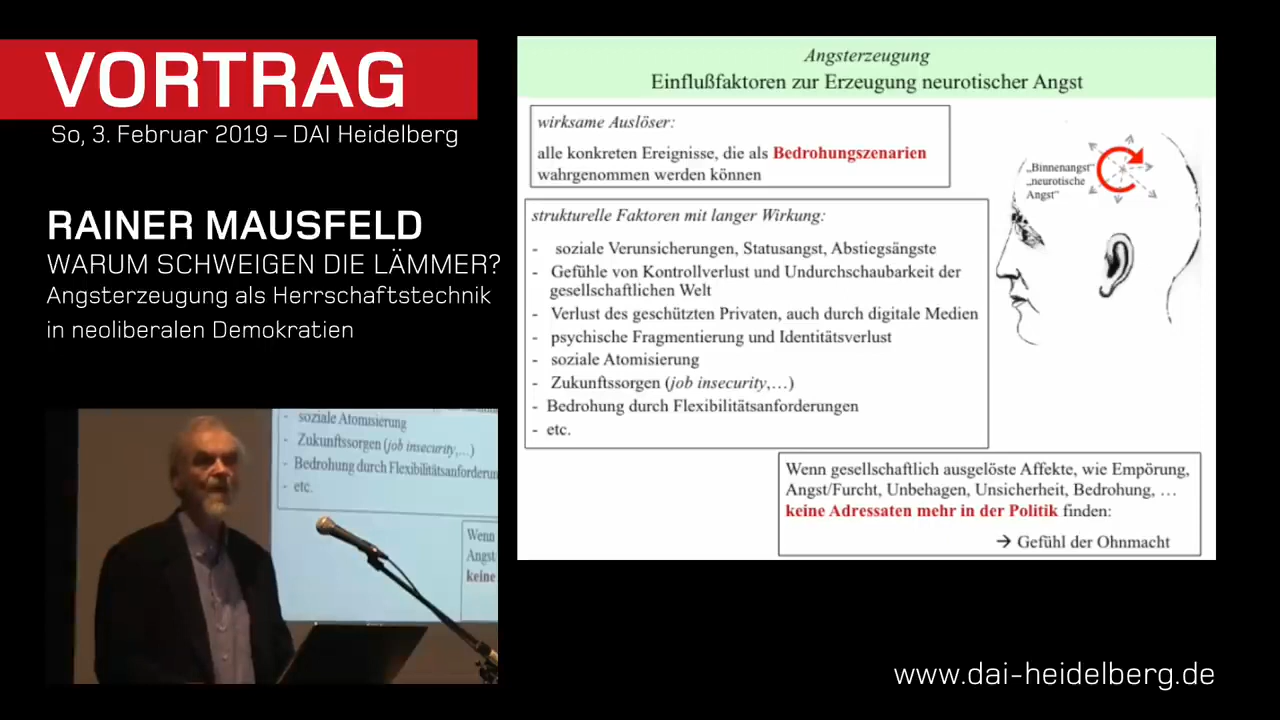 VORTRAG
So, 3. Februar 2019 – DAI Heidelberg
RAINER MAUSFELD
WARUM SCHWEIGEN DIE LÄMMER?
Angsterzeugung als Herrschaftstechnik
in neoliberalen Demokratien
Angsterzeugung
Einflußfaktoren zur Erzeugung neurotischer Angst
wirksame Auslöser:
alle konkreten Ereignisse, die als Bedrohungszenarien
wahrgenommen werden können
„Binnenangst“
„neurotische
Angst“
strukturelle Faktoren mit langer Wirkung:
- soziale Verunsicherungen, Statusangst, Abstiegsängste
- Gefühle von Kontrollverlust und Undurchschaubarkeit der
gesellschaftlichen Welt
- Verlust des geschützten Privaten, auch durch digitale Medien
- psychische Fragmentierung und Identitätsverlust
- soziale Atomisierung
- Zukunftssorgen (job insecurity,…)
- Bedrohung durch Flexibilitätsanforderungen
- etc.
Wenn gesellschaftlich ausgelöste Affekte, wie Empörung,
Angst/Furcht, Unbehagen, Unsicherheit, Bedrohung, …
keine Adressaten mehr in der Politik finden:
→ Gefühl der Ohnmacht
- soziale Atomisierung
- Zukunftssorgen (job insecurity,…)
- Bedrohung durch Flexibilitätsanforderun
- etc.
Wenn
Angst
keine
www.dai-heidelberg.de